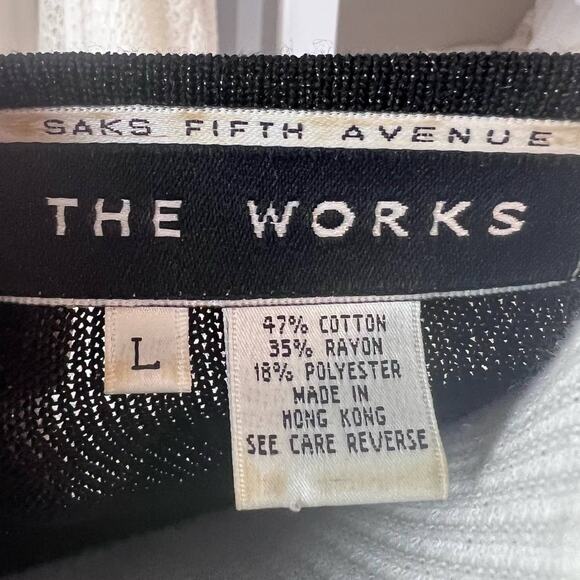 SAKS FIFTH AVENUE
THE WORKS
L
47% COTTON
35% RAYON
18% POLYESTER
MADE IN
HONG KONG
SEE CARE REVERSE